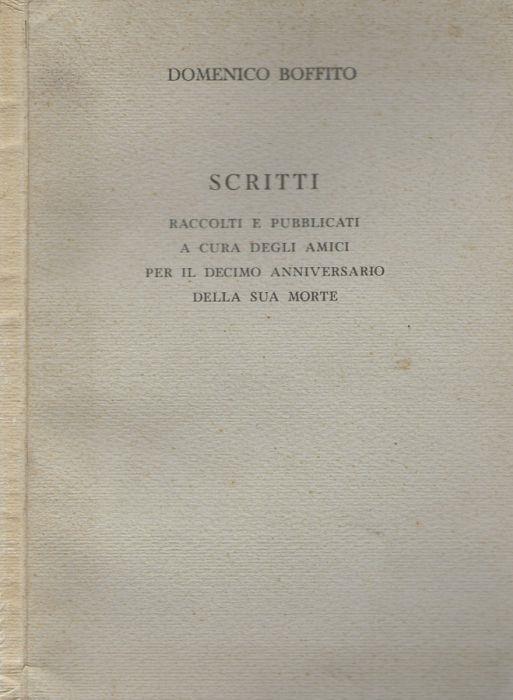 DOMENICO BOFFITO
SCRITTI
RACCOLTI E PUBBLICATI
A CURA DEGLI AMICI
PER IL DECIMO ANNIVERSARIO
DELLA SUA MORTE